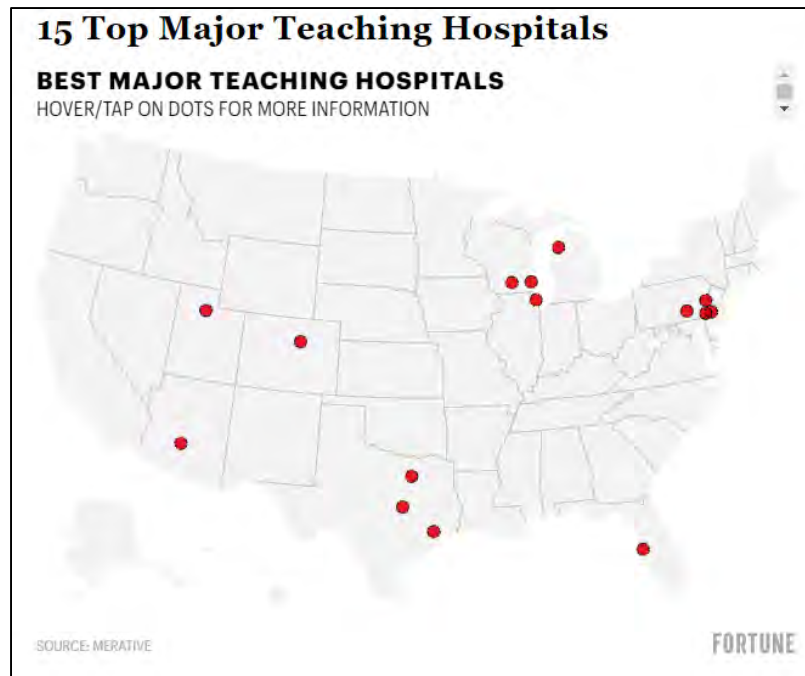 15 Top Major Teaching Hospitals
BEST MAJOR TEACHING HOSPITALS
HOVER/TAP ON DOTS FOR MORE INFORMATION
SOURCE: MERATIVE
FORTUNE